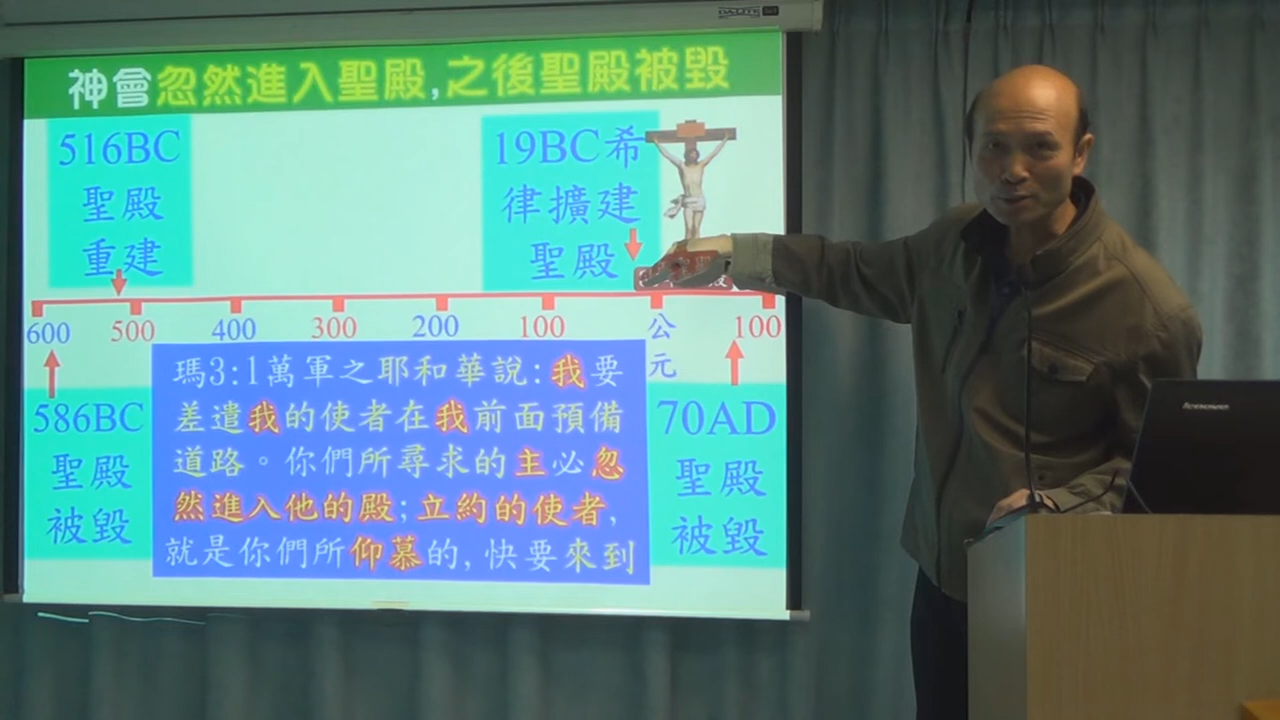 DA-LITE
神會忽然進入聖殿,之後聖殿被毀
516BC
聖殿
重建
19BC希
律擴建
聖殿
600 500 400 300 200 100 公元 100
586BC
聖殿
被毀
瑪3:1萬軍之耶和華說:我要
差遣我的使者在我前面預備
道路。你們所尋求的主必忽
然進入他的殿;立約的使者,
就是你們所仰慕的,快要來到
70AD
聖殿
被毀
lenovo